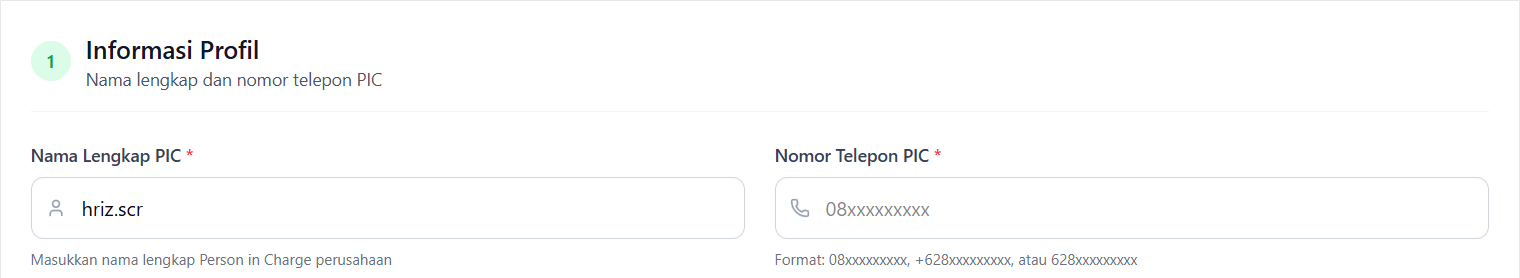 1
Informasi Profil
Nama lengkap dan nomor telepon PIC
Nama Lengkap PIC *
hriz.scr
Masukkan nama lengkap Person in Charge perusahaan
Nomor Telepon PIC *
08xxxxxxxxx
Format: 08xxxxxxxxx, +628xxxxxxxxx, atau 628xxxxxxxxx